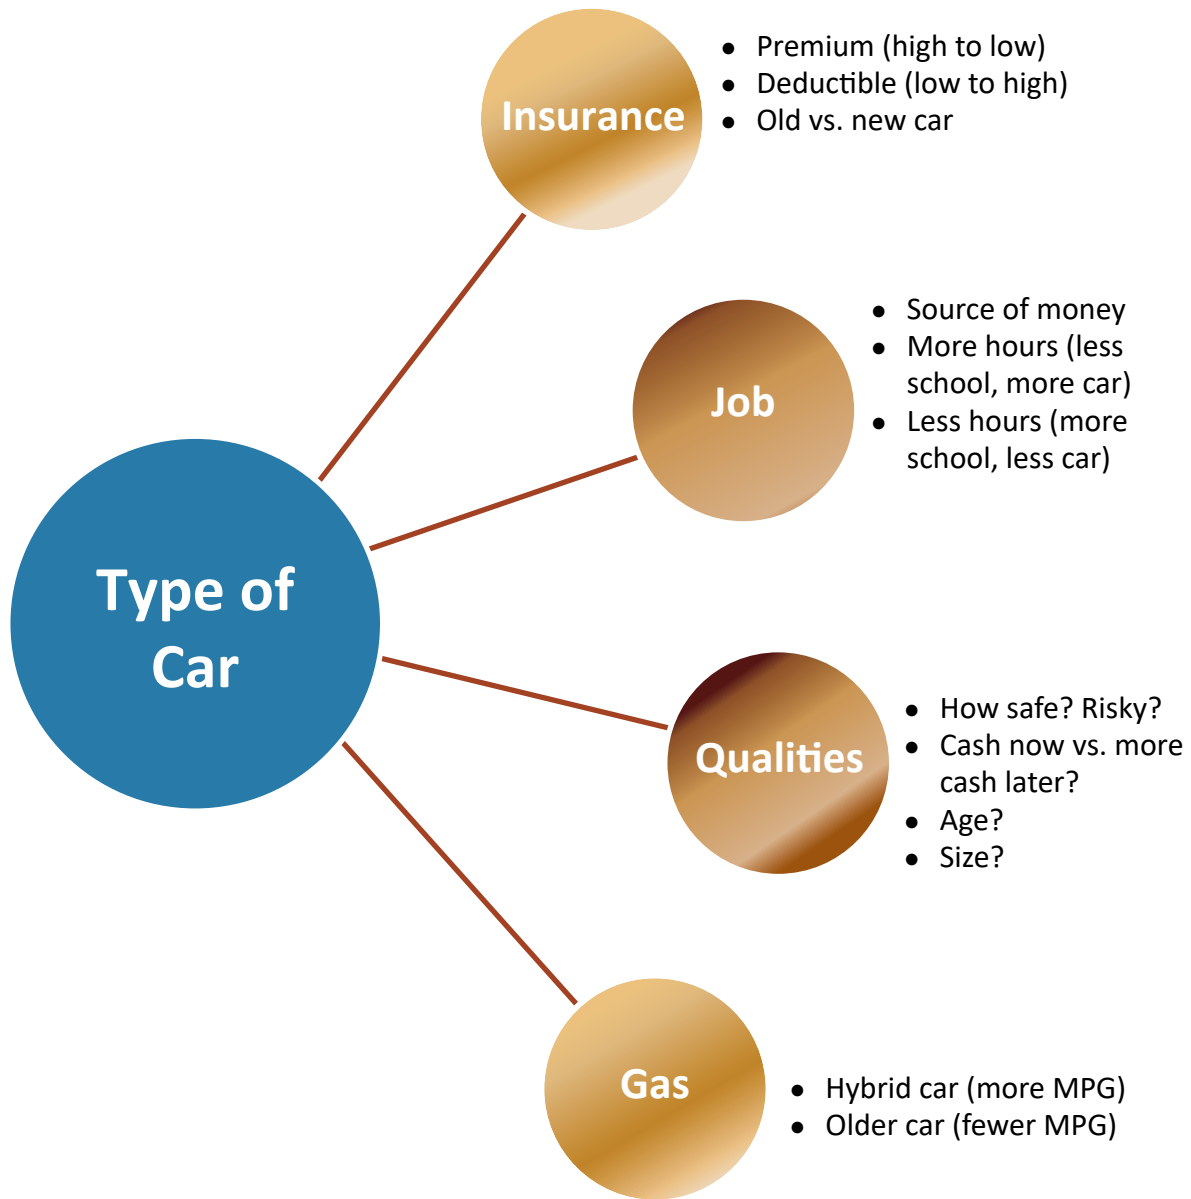 Insurance
● Premium (high to low)
● Deductible (low to high)
● Old vs. new car
Job
● Source of money
● More hours (less
school, more car)
● Less hours (more
school, less car)
Type of
Car
Qualities
● How safe? Risky?
● Cash now vs. more
cash later?
● Age?
● Size?
Gas
● Hybrid car (more MPG)
● Older car (fewer MPG)